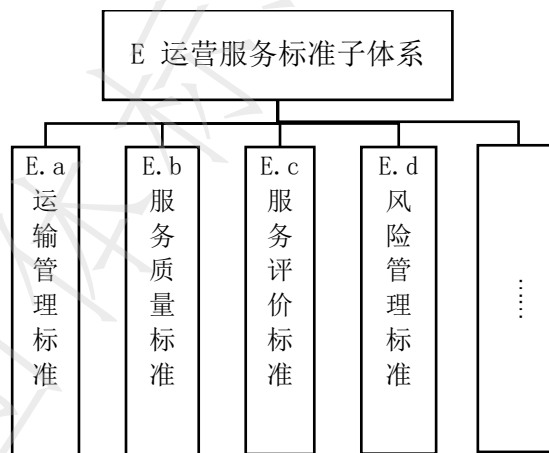 E 运营服务标准子体系
E.a
运输管理标准
E.b
服务质量标准
E.c
服务评价标准
E.d
风险管理标准
……